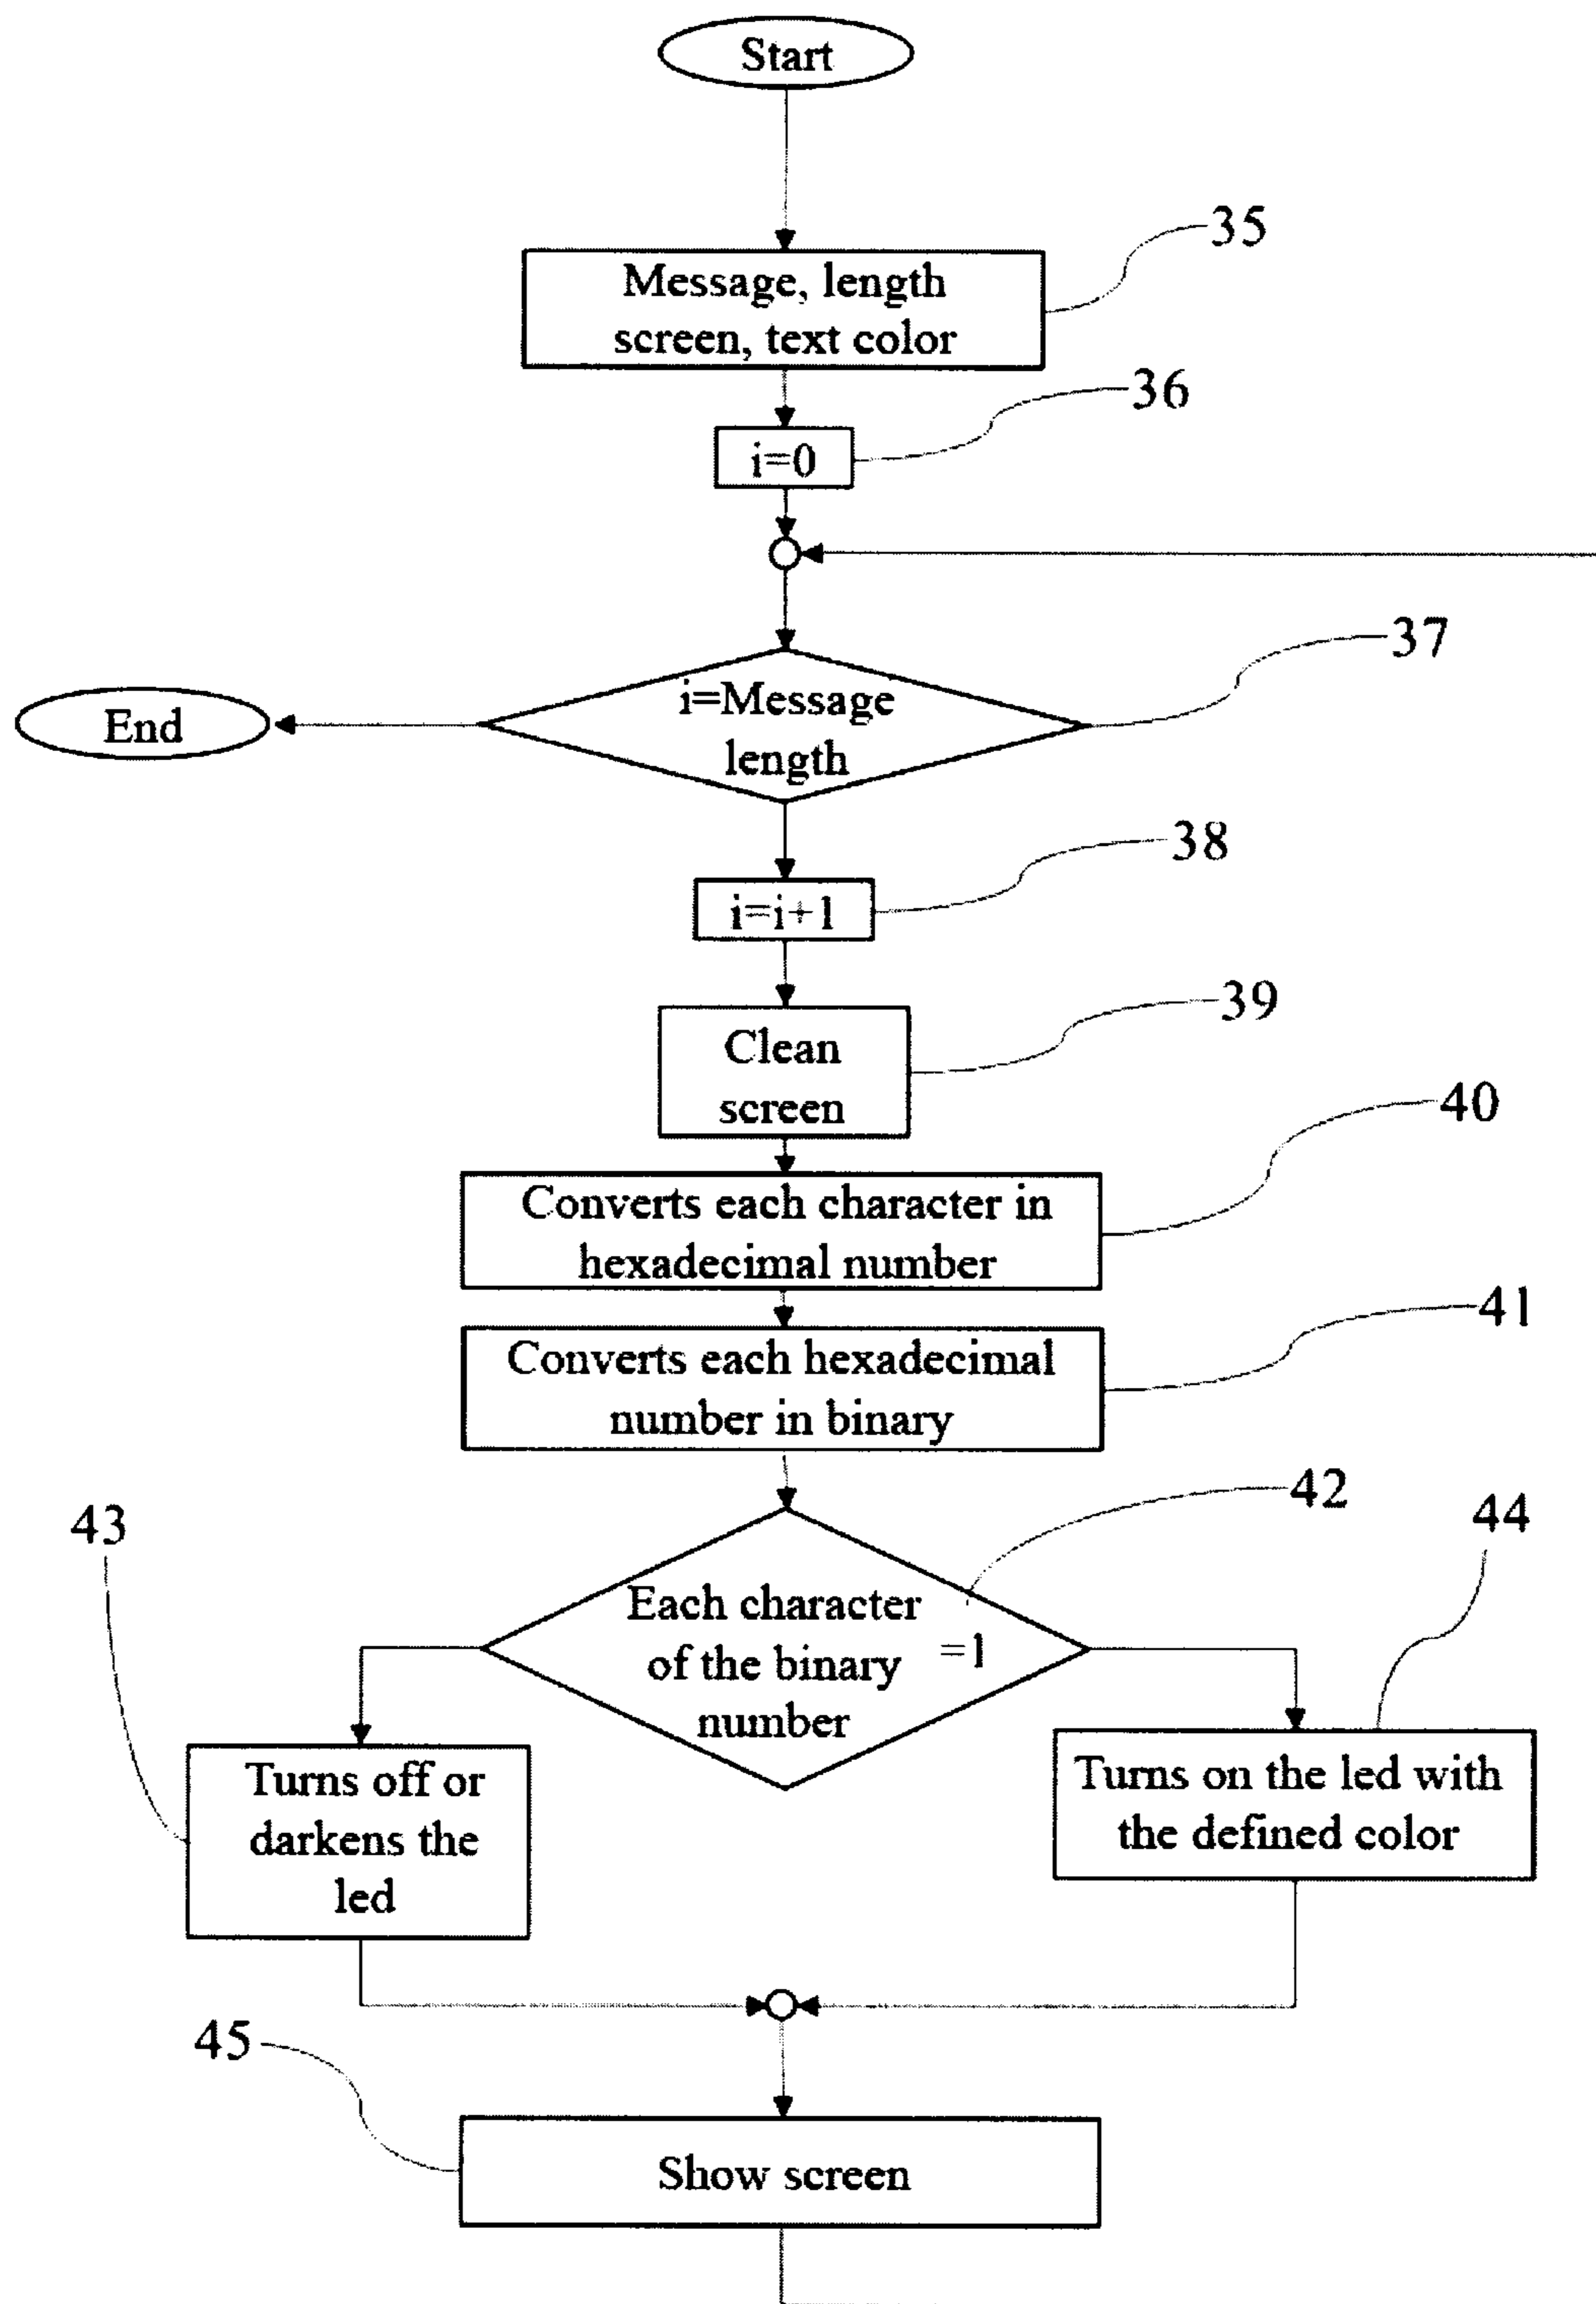 Start
35
Message, length
screen, text color
36
i=0
37
i=Message
length
End
38
i=i+1
39
Clean
screen
40
Converts each character in
hexadecimal number
41
Converts each hexadecimal
number in binary
42
43
44
Each character
of the binary
number
=1
Turns off or
darkens the
led
Turns on the led with
the defined color
45
Show screen